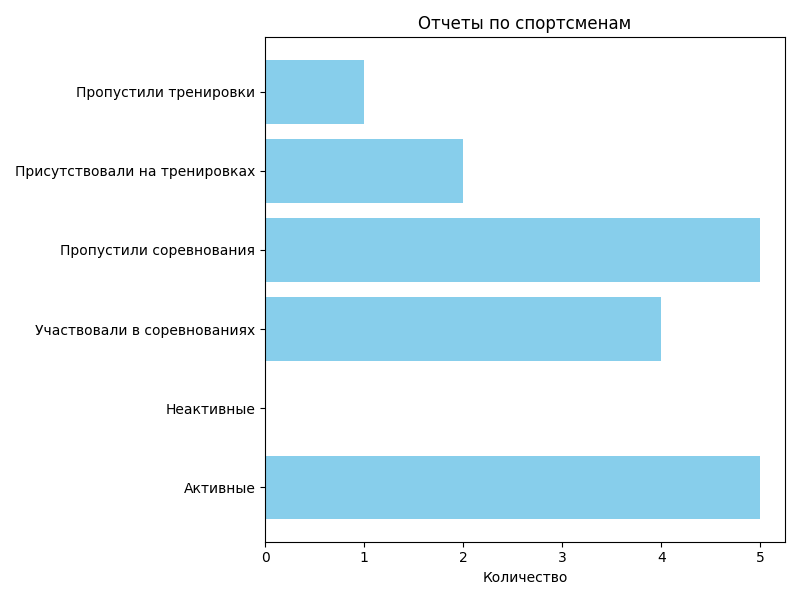 Отчеты по спортсменам
Пропустили тренировки
Присутствовали на тренировках
Пропустили соревнования
Участвовали в соревнованиях
Неактивные
Активные
0 1 2 3 4 5
Количество